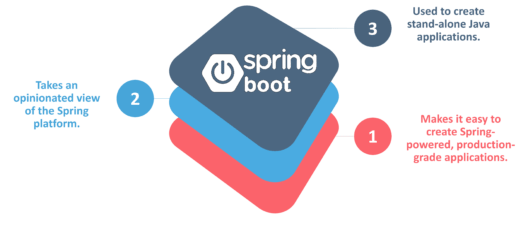 3
Used to create
stand-alone Java
applications.
spring
boot
Takes an
opinionated view
of the Spring
platform.
2
1
Makes it easy to
create Spring-
powered, production-
grade applications.